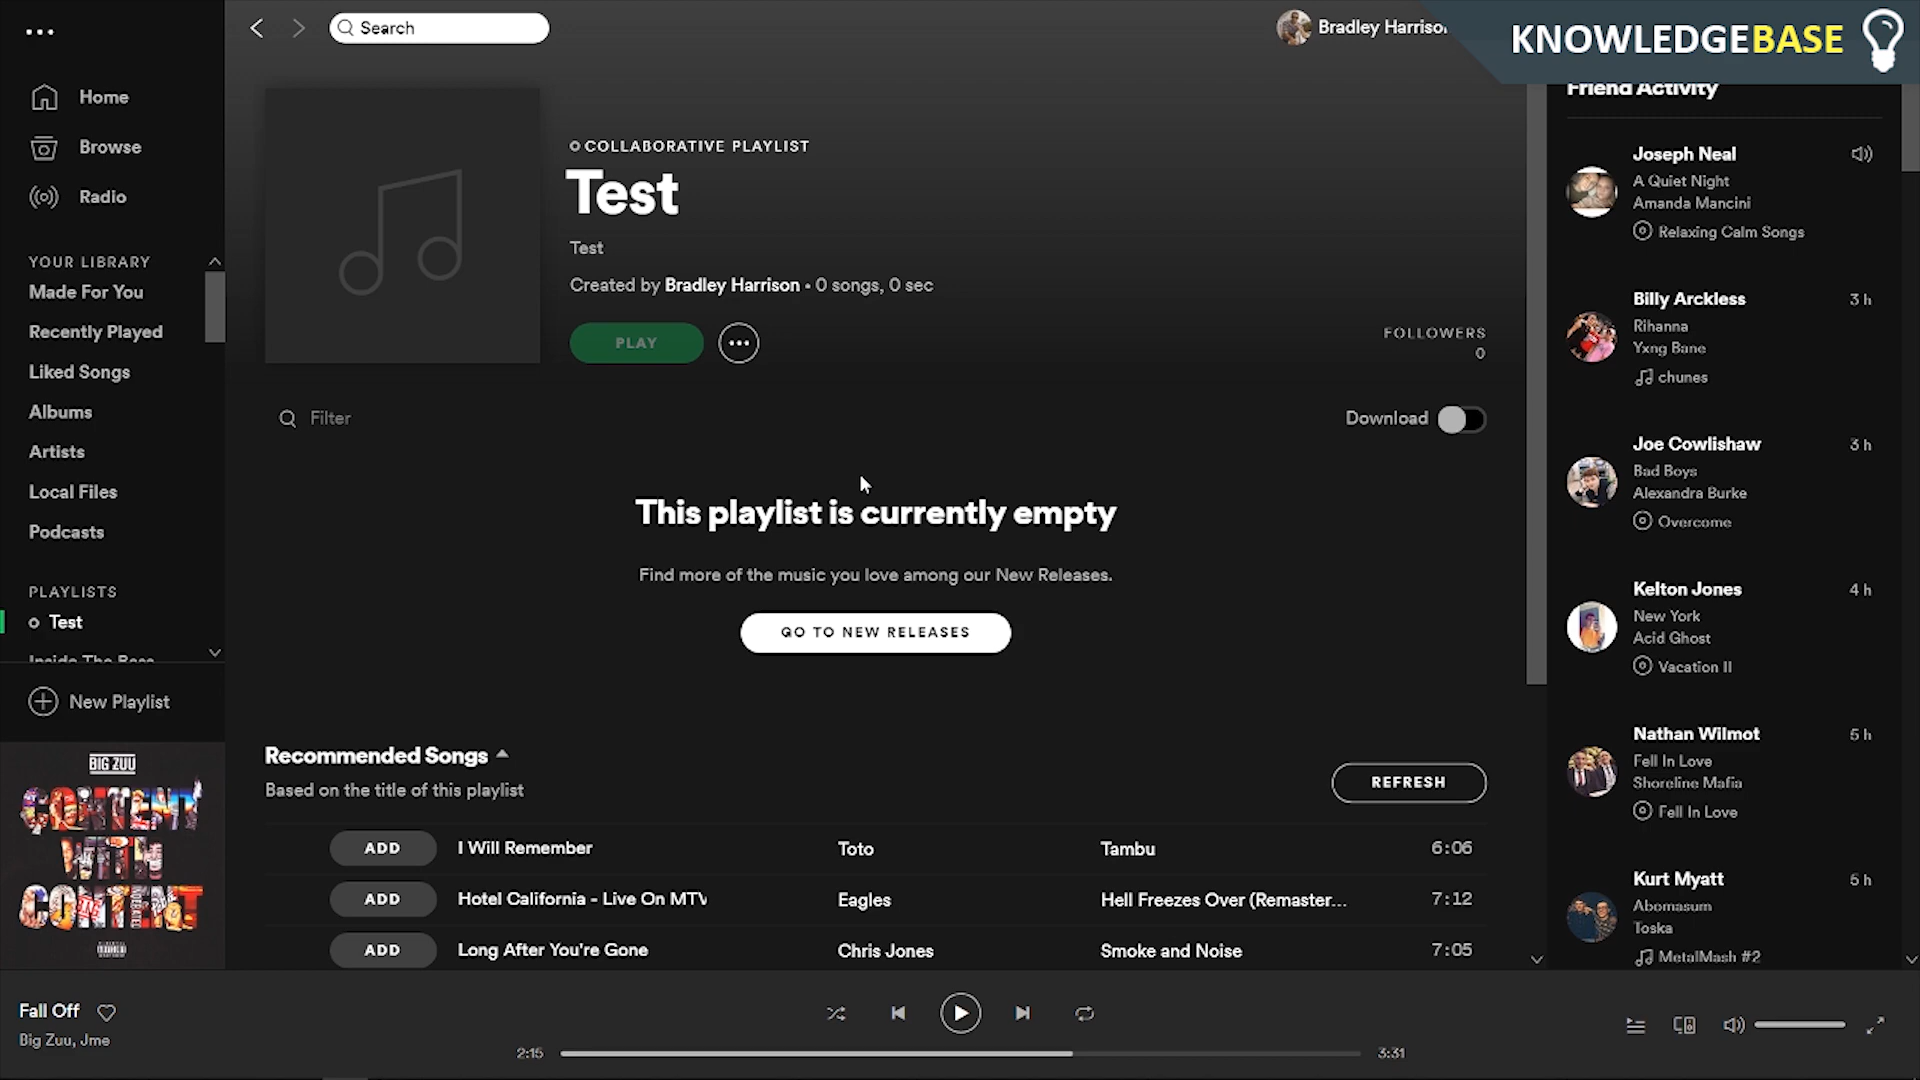 Search
Bradley Harrison
KNOWLEDGEBASE
Home
Browse
Radio
YOUR LIBRARY
Made For You
Recently Played
Liked Songs
Albums
Artists
Local Files
Podcasts
PLAYLISTS
Test
Inside The Bass
New Playlist
BIG ZUU
CONTENT
WITH
CONTENT
COLLABORATIVE PLAYLIST
Test
Test
Created by Bradley Harrison • 0 songs, 0 sec
PLAY
FOLLOWERS
0
Filter
Download
This playlist is currently empty
Find more of the music you love among our New Releases.
GO TO NEW RELEASES
Recommended Songs
Based on the title of this playlist
REFRESH
ADD I Will Remember Toto Tambu 6:06
ADD Hotel California - Live On MTV Eagles Hell Freezes Over (Remaster... 7:12
ADD Long After You're Gone Chris Jones Smoke and Noise 7:05
Friend Activity
Joseph Neal
A Quiet Night
Amanda Mancini
Relaxing Calm Songs
Billy Arckless 3 h
Rihanna
Yxng Bane
chunes
Joe Cowlishaw 3 h
Bad Boys
Alexandra Burke
Overcome
Kelton Jones 4 h
New York
Acid Ghost
Vacation II
Nathan Wilmot 5 h
Fell In Love
Shoreline Mafia
Fell In Love
Kurt Myatt 5 h
Abomasum
Toska
MetalMash #2
Fall Off
Big Zuu, Jme
2:15
3:31